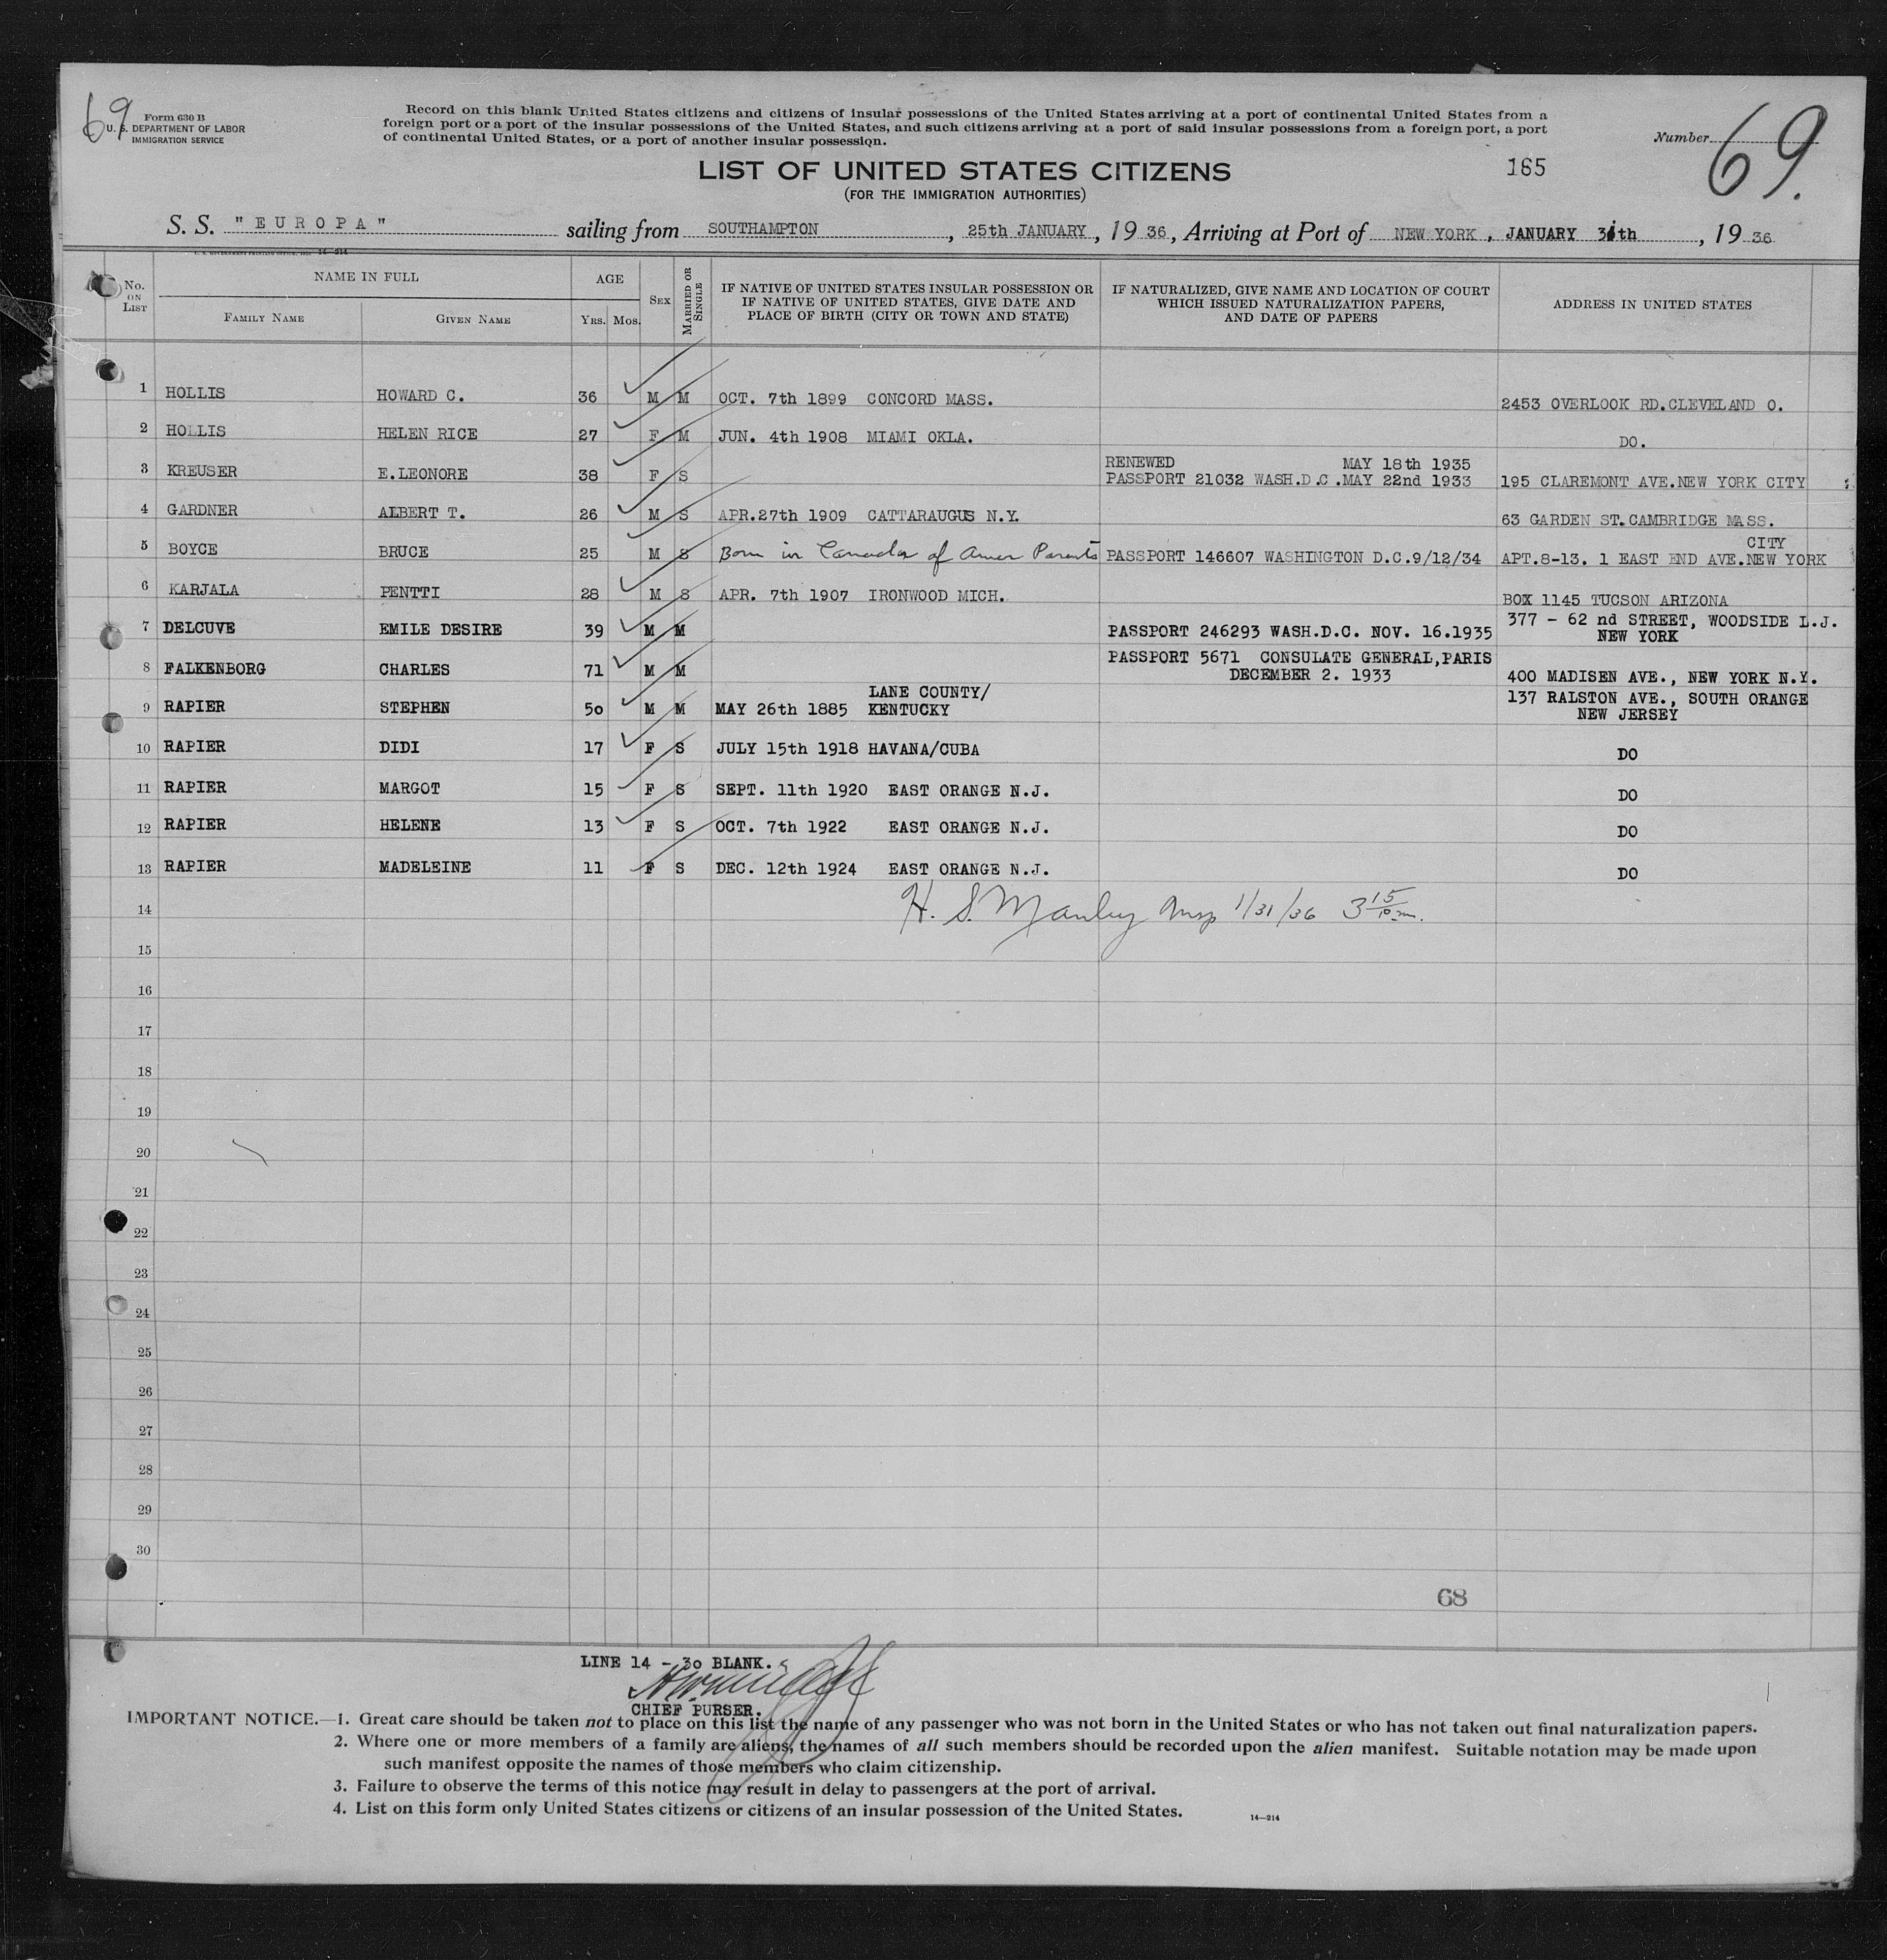 69
Form 630 B
U. S. DEPARTMENT OF LABOR
IMMIGRATION SERVICE
Record on this blank United States citizens and citizens of insular possessions of the United States arriving at a port of continental United States from a
foreign port or a port of the insular possessions of the United States, and such citizens arriving at a port of said insular possessions from a foreign port, a port
of continental United States, or a port of another insular possession.
Number 69.
LIST OF UNITED STATES CITIZENS
165
(FOR THE IMMIGRATION AUTHORITIES)
S. S. "EUROPA" sailing from SOUTHAMPTON, 25th JANUARY, 1936, Arriving at Port of NEW YORK, JANUARY 31th, 1936
No. ON LIST
NAME IN FULL
FAMILY NAME
GIVEN NAME
AGE
YRS. MOS.
SEX
MARRIED OR SINGLE
IF NATIVE OF UNITED STATES INSULAR POSSESSION OR
IF NATIVE OF UNITED STATES, GIVE DATE AND
PLACE OF BIRTH (CITY OR TOWN AND STATE)
IF NATURALIZED, GIVE NAME AND LOCATION OF COURT
WHICH ISSUED NATURALIZATION PAPERS,
AND DATE OF PAPERS
ADDRESS IN UNITED STATES
1 HOLLIS HOWARD C. 36 M M OCT. 7th 1899 CONCORD MASS. 2453 OVERLOOK RD.CLEVELAND O.
2 HOLLIS HELEN RICE 27 F M JUN. 4th 1908 MIAMI OKLA. DO.
RENEWED MAY 18th 1935
3 KREUSER E.LEONORE 38 F S PASSPORT 21032 WASH.D.C.MAY 22nd 1933 195 CLAREMONT AVE.NEW YORK CITY
4 GARDNER ALBERT T. 26 M S APR.27th 1909 CATTARAUGUS N.Y. 63 GARDEN ST.CAMBRIDGE MASS.
CITY
5 BOYCE BRUCE 25 M S Born in Canada of Amer Parents PASSPORT 146607 WASHINGTON D.C.9/12/34 APT.8-13. 1 EAST END AVE.NEW YORK
6 KARJALA PENTTI 28 M S APR. 7th 1907 IRONWOOD MICH. BOX 1145 TUCSON ARIZONA
7 DELCUVE EMILE DESIRE 39 M M PASSPORT 246293 WASH.D.C. NOV. 16.1935 377 - 62 nd STREET, WOODSIDE L.J.
NEW YORK
PASSPORT 5671 CONSULATE GENERAL,PARIS
8 FALKENBORG CHARLES 71 M M DECEMBER 2. 1933 400 MADISEN AVE., NEW YORK N.Y.
LANE COUNTY/ 137 RALSTON AVE., SOUTH ORANGE
9 RAPIER STEPHEN 50 M M MAY 26th 1885 KENTUCKY NEW JERSEY
10 RAPIER DIDI 17 F S JULY 15th 1918 HAVANA/CUBA DO
11 RAPIER MARGOT 15 F S SEPT. 11th 1920 EAST ORANGE N.J. DO
12 RAPIER HELENE 13 F S OCT. 7th 1922 EAST ORANGE N.J. DO
13 RAPIER MADELEINE 11 F S DEC. 12th 1924 EAST ORANGE N.J. DO
14 H. S. Manley Insp 1/31/36 3 15 p.m.
15
16
17
18
19
20
21
22
23
24
25
26
27
28
29
30
68
LINE 14 - 30 BLANK.
CHIEF PURSER.
IMPORTANT NOTICE.—1. Great care should be taken not to place on this list the name of any passenger who was not born in the United States or who has not taken out final naturalization papers.
2. Where one or more members of a family are aliens, the names of all such members should be recorded upon the alien manifest. Suitable notation may be made upon
such manifest opposite the names of those members who claim citizenship.
3. Failure to observe the terms of this notice may result in delay to passengers at the port of arrival.
4. List on this form only United States citizens or citizens of an insular possession of the United States.
14—214